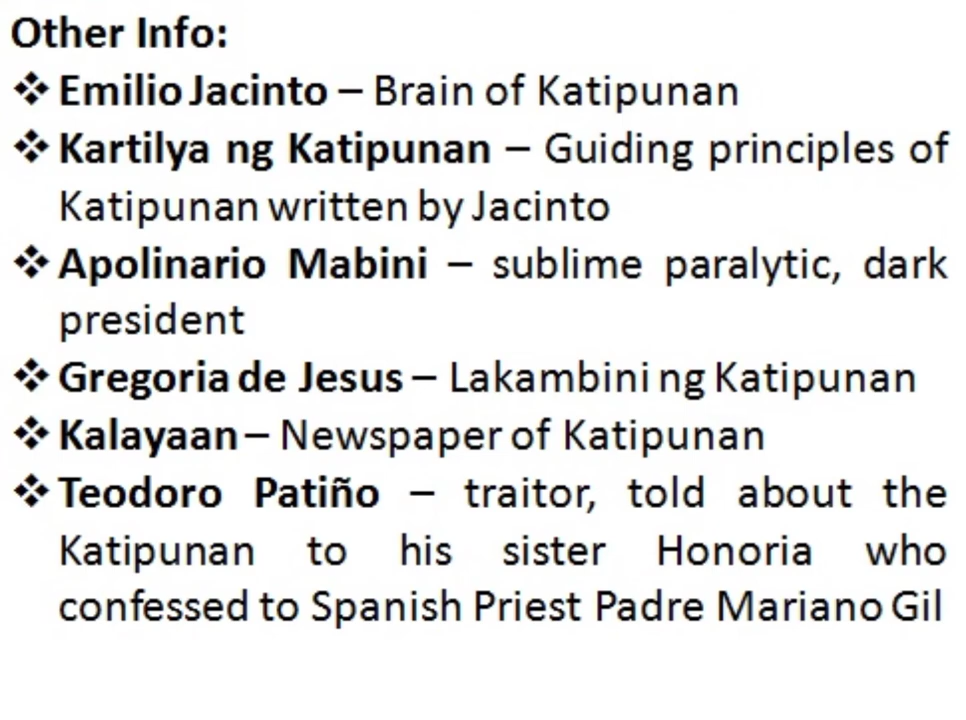 Other Info:
❖ Emilio Jacinto – Brain of Katipunan
❖ Kartilya ng Katipunan – Guiding principles of
Katipunan written by Jacinto
❖ Apolinario Mabini – sublime paralytic, dark
president
❖ Gregoria de Jesus – Lakambini ng Katipunan
❖ Kalayaan – Newspaper of Katipunan
❖ Teodoro Patiño – traitor, told about the
Katipunan to his sister Honoria who
confessed to Spanish Priest Padre Mariano Gil